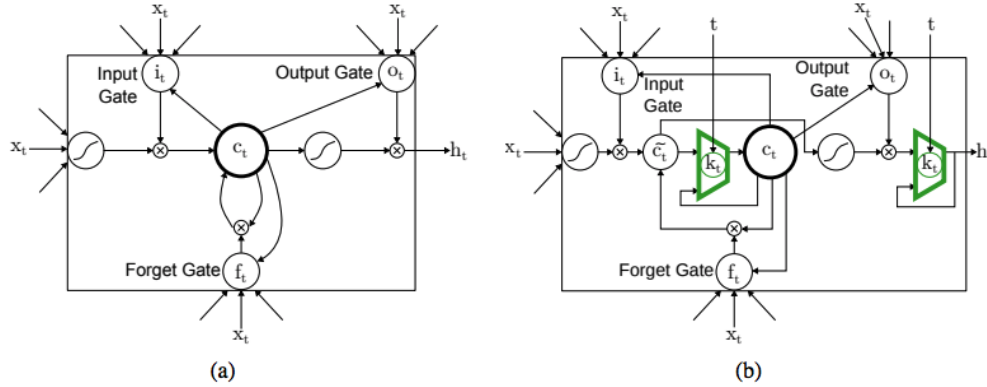 x_t
x_t
Input
Gate
i_t
Output Gate
o_t
x_t
c_t
h_t
Forget Gate
f_t
x_t
(a)
x_t
t
x_t
t
i_t
Input
Gate
Output
Gate
o_t
x_t
c̃_t
k_t
c_t
k_t
h
Forget Gate
f_t
x_t
(b)